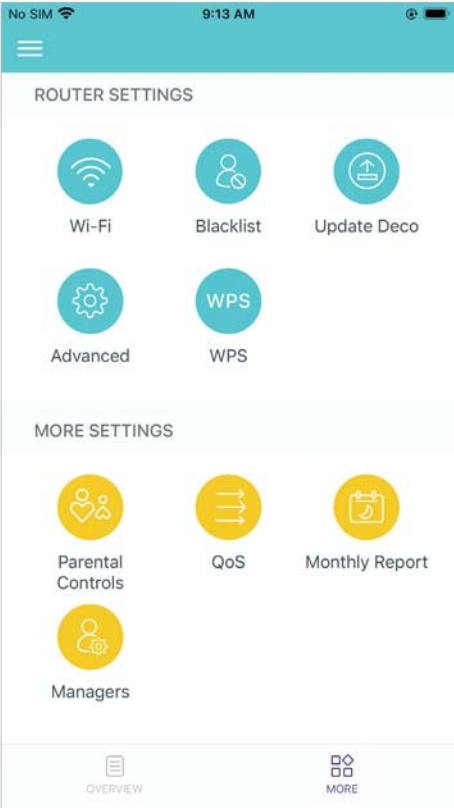 No SIM 9:13 AM
ROUTER SETTINGS
Wi-Fi Blacklist Update Deco
WPS
Advanced WPS
MORE SETTINGS
Parental Controls QoS Monthly Report
Managers
OVERVIEW MORE